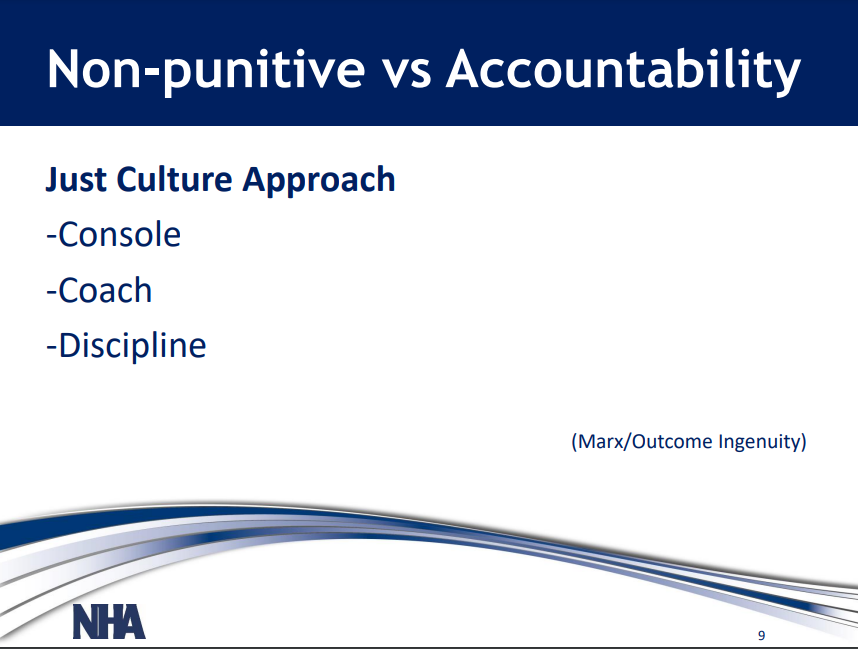 Non-punitive vs Accountability
Just Culture Approach
-Console
-Coach
-Discipline
(Marx/Outcome Ingenuity)
NHA
9